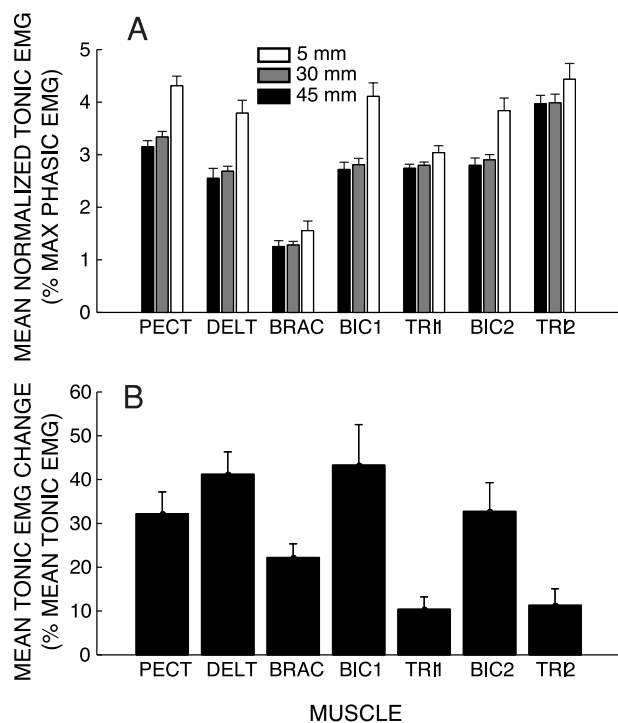 A
MEAN NORMALIZED TONIC EMG
(% MAX PHASIC EMG)
5
4
3
2
1
0
5 mm
30 mm
45 mm
PECT DELT BRAC BIC1 TRI1 BIC2 TRI2
B
MEAN TONIC EMG CHANGE
(% MEAN TONIC EMG)
60
50
40
30
20
10
0
PECT DELT BRAC BIC1 TRI1 BIC2 TRI2
MUSCLE